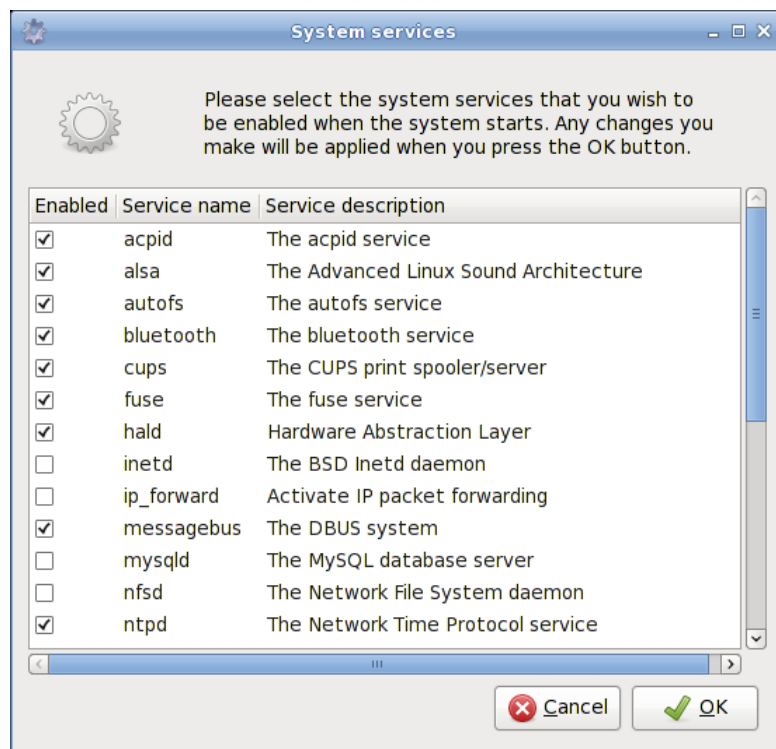 System services
Please select the system services that you wish to
be enabled when the system starts. Any changes you
make will be applied when you press the OK button.
Enabled Service name Service description
acpid The acpid service
alsa The Advanced Linux Sound Architecture
autofs The autofs service
bluetooth The bluetooth service
cups The CUPS print spooler/server
fuse The fuse service
hald Hardware Abstraction Layer
inetd The BSD Inetd daemon
ip_forward Activate IP packet forwarding
messagebus The DBUS system
mysqld The MySQL database server
nfsd The Network File System daemon
ntpd The Network Time Protocol service
Cancel OK